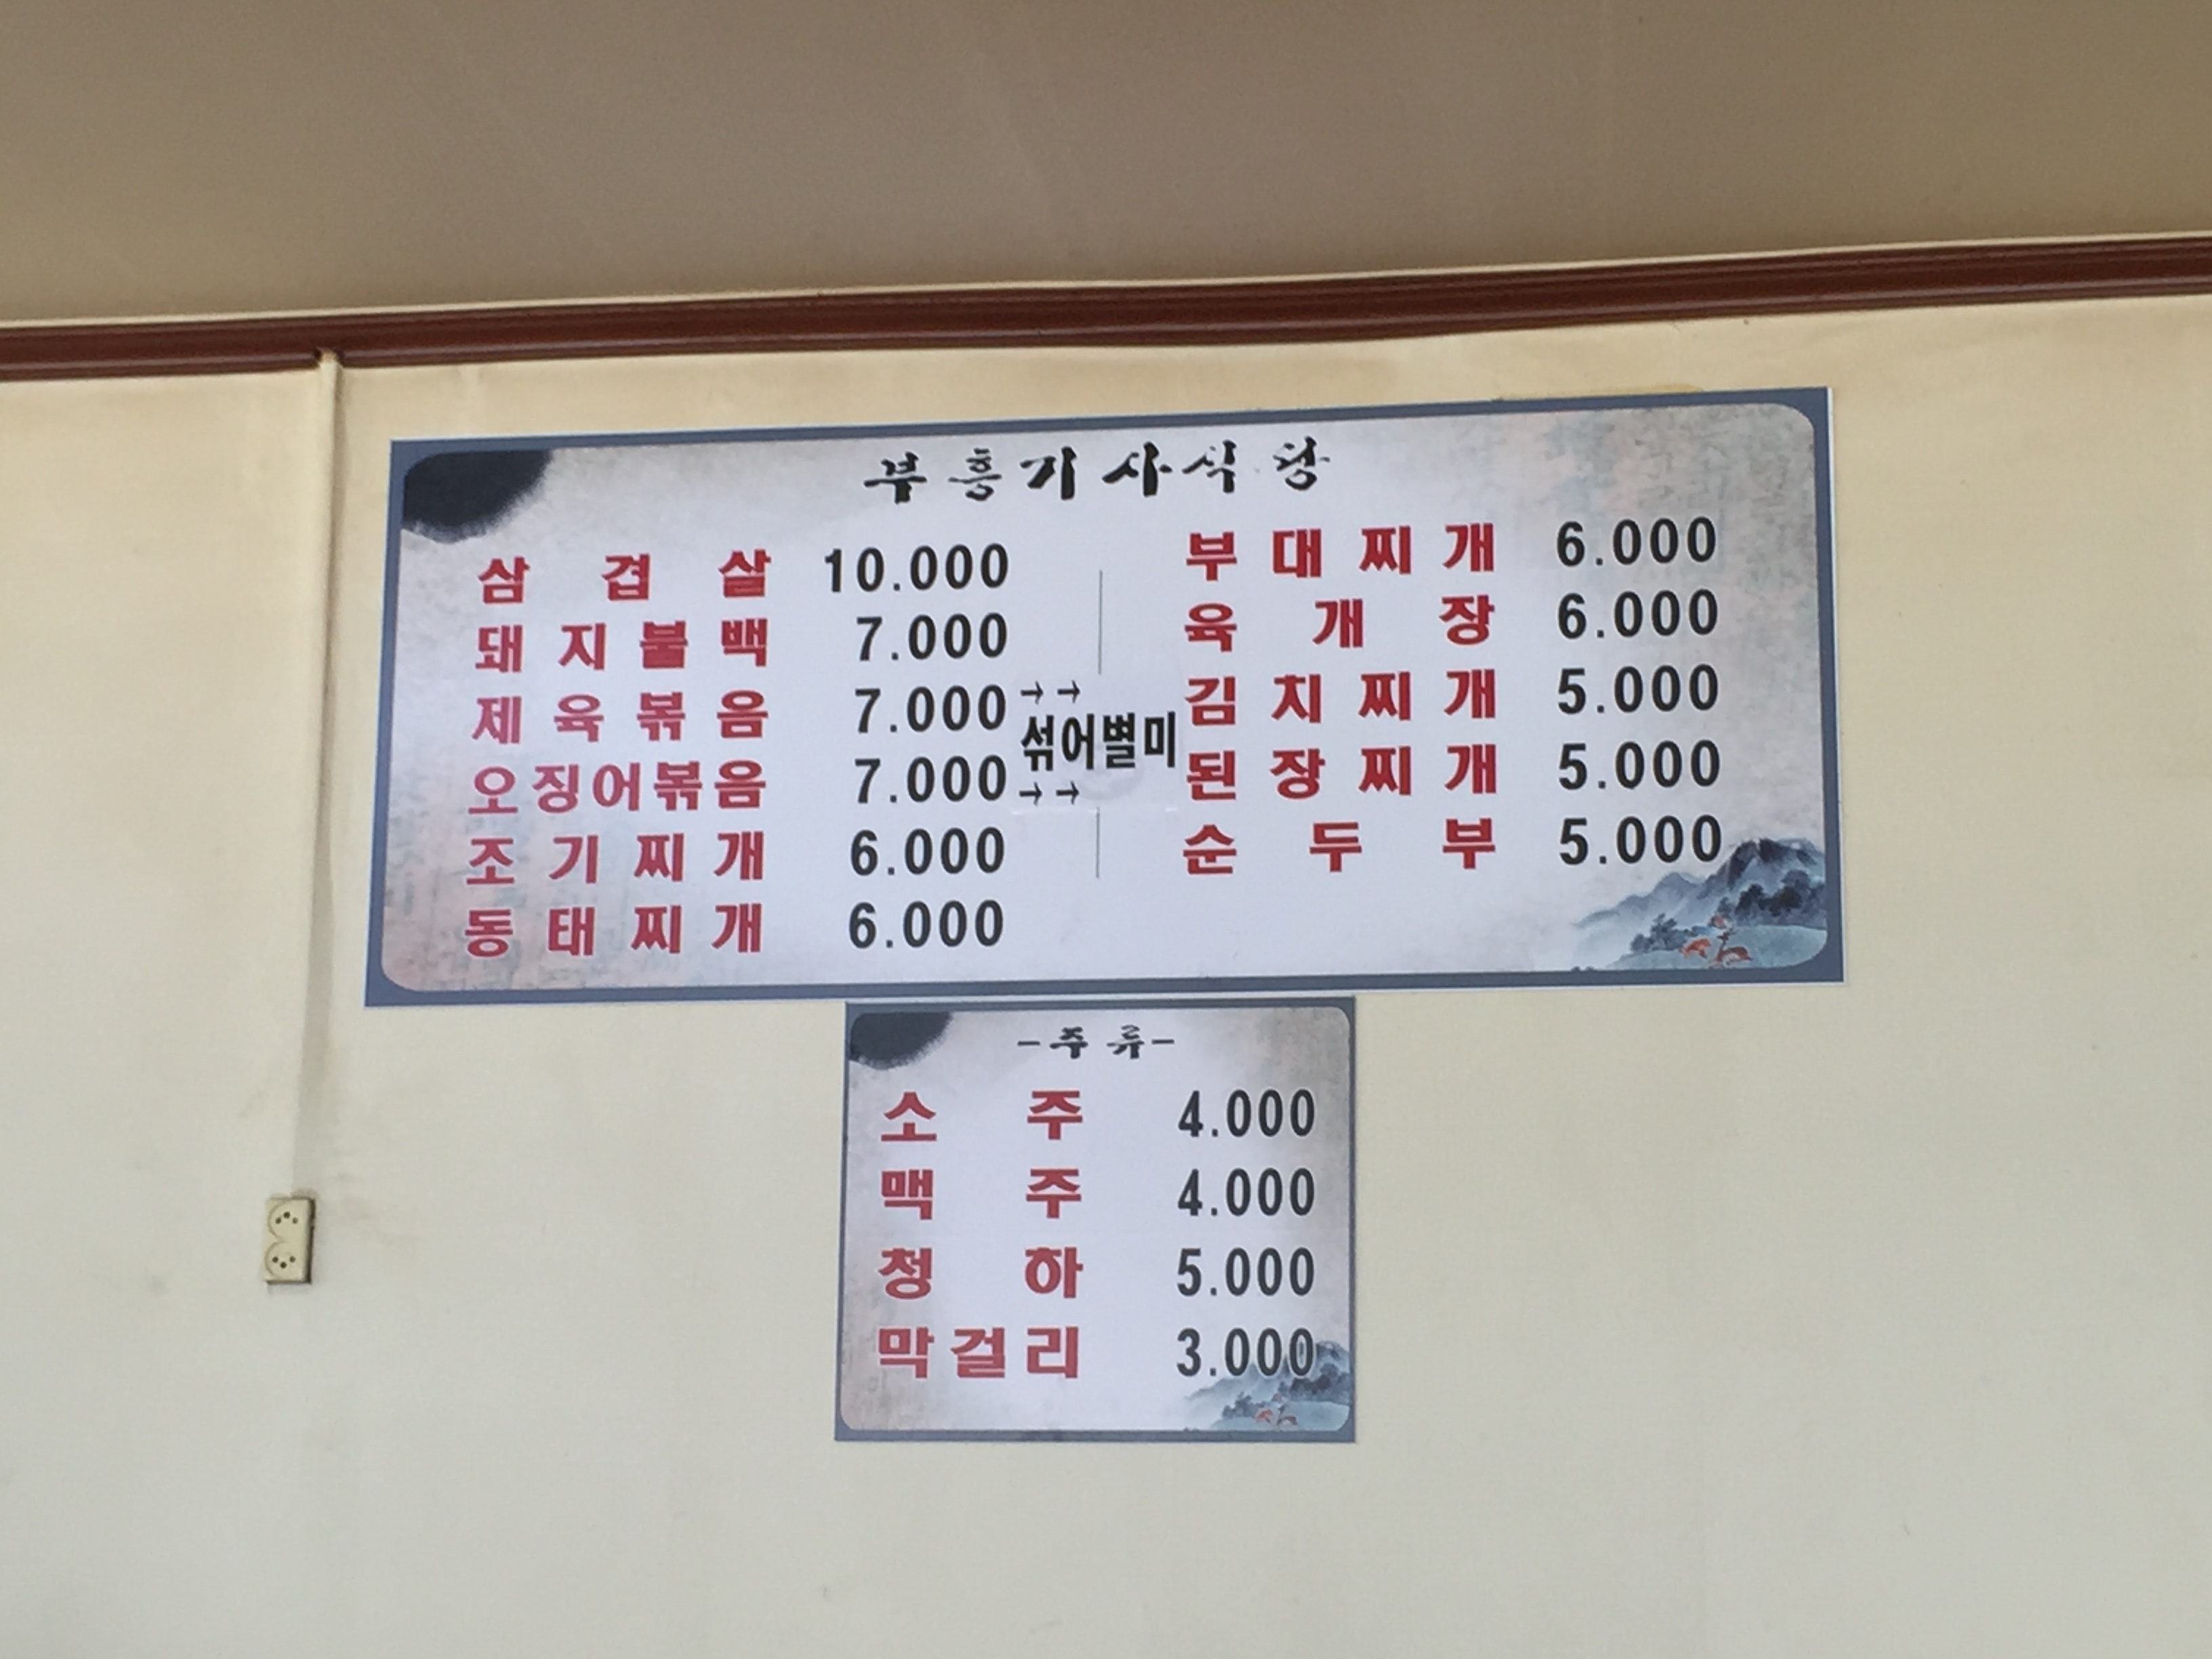 부흥기사식당
삼겹살 10.000
돼지불백 7.000
제육볶음 7.000 →→
섞어별미
오징어볶음 7.000 →→
조기찌개 6.000
동태찌개 6.000
부대찌개 6.000
육개장 6.000
김치찌개 5.000
된장찌개 5.000
순두부 5.000
-주류-
소주 4.000
맥주 4.000
청하 5.000
막걸리 3.000